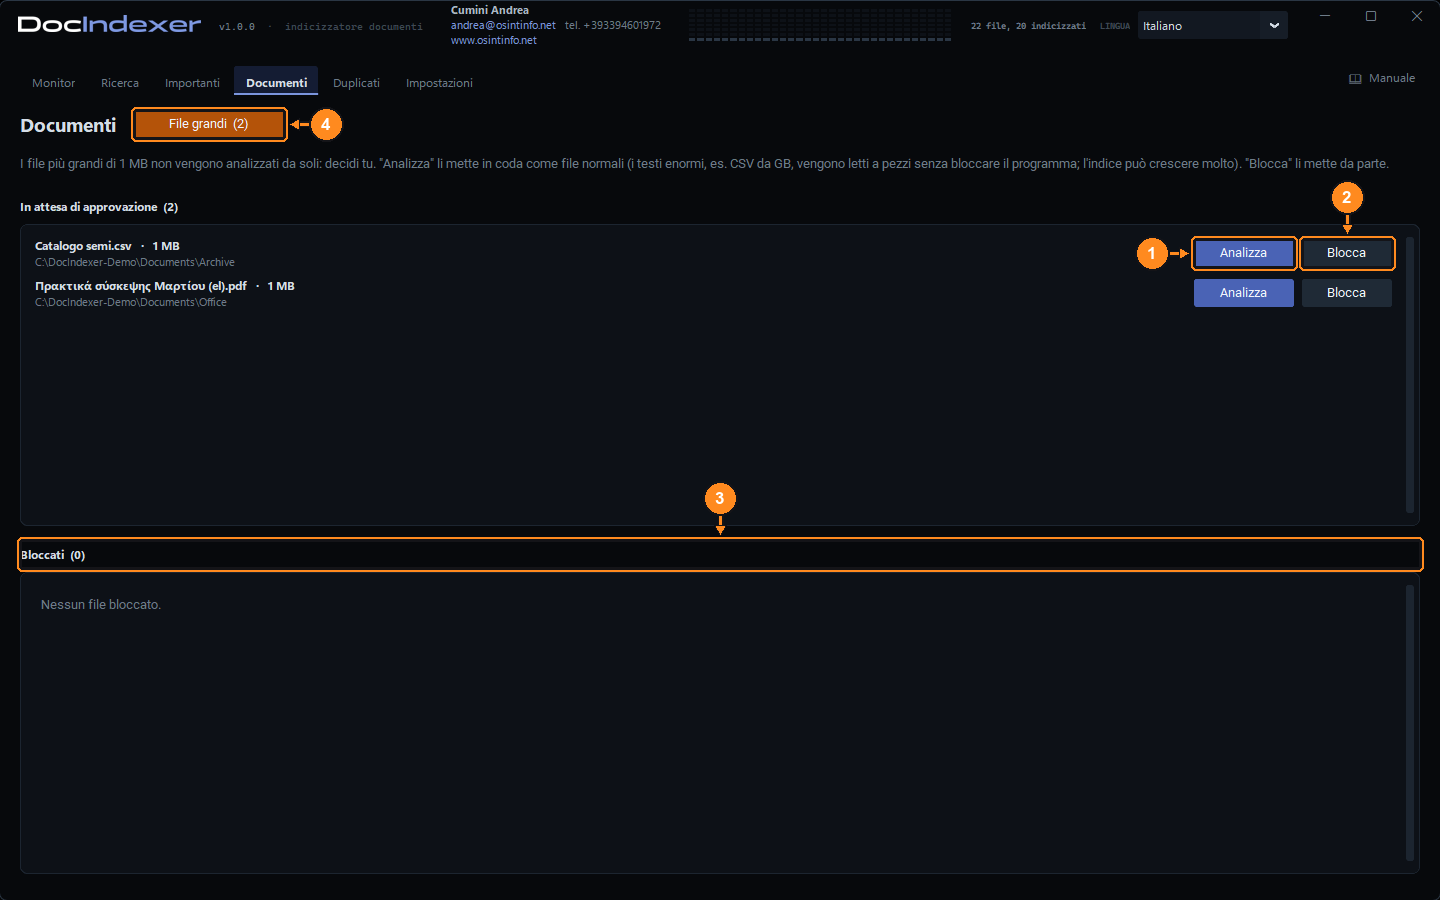 DocIndexer v1.0.0 · indicizzatore documenti
Cumini Andrea
andrea@osintinfo.net tel. +393394601972
www.osintinfo.net
22 file, 20 indicizzati LINGUA Italiano
Monitor Ricerca Importanti Documenti Duplicati Impostazioni Manuale
Documenti File grandi (2) 4
I file più grandi di 1 MB non vengono analizzati da soli: decidi tu. "Analizza" li mette in coda come file normali (i testi enormi, es. CSV da GB, vengono letti a pezzi senza bloccare il programma; l'indice può crescere molto). "Blocca" li mette da parte.
In attesa di approvazione (2)
2
Catalogo semi.csv · 1 MB
C:\DocIndexer-Demo\Documents\Archive
1 Analizza Blocca
Πρακτικά σύσκεψης Μαρτίου (el).pdf · 1 MB
C:\DocIndexer-Demo\Documents\Office
Analizza Blocca
3
Bloccati (0)
Nessun file bloccato.